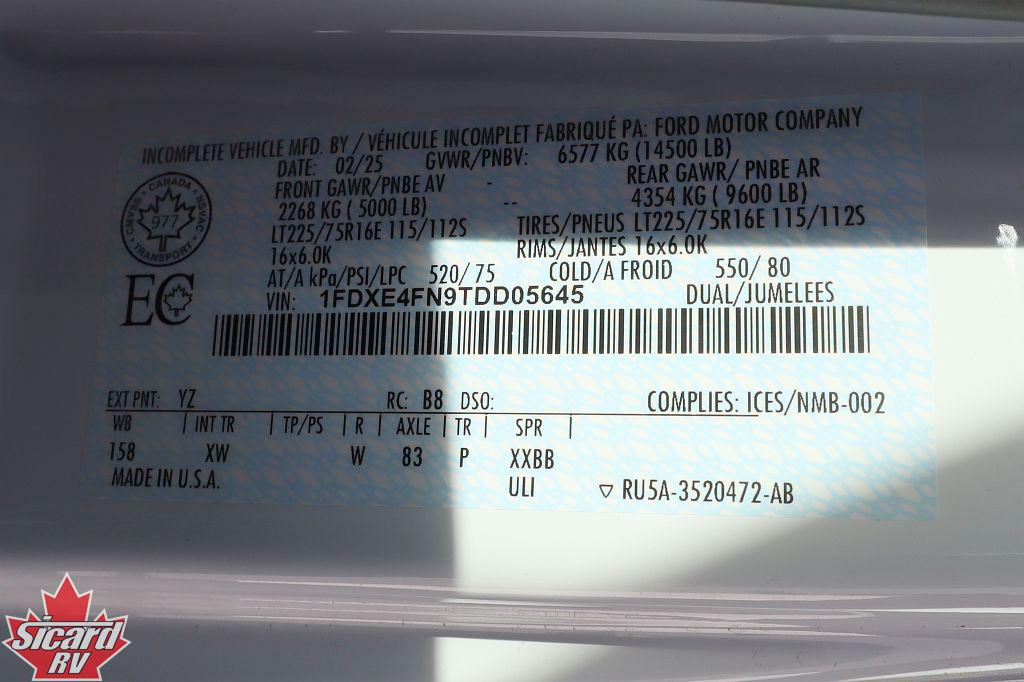 INCOMPLETE VEHICLE MFD. BY / VÉHICULE INCOMPLET FABRIQUÉ PA: FORD MOTOR COMPANY
DATE: 02/25 GVWR/PNBV: 6577 KG (14500 LB)
FRONT GAWR/PNBE AV - REAR GAWR/ PNBE AR
2268 KG ( 5000 LB) -- 4354 KG ( 9600 LB)
LT225/75R16E 115/112S TIRES/PNEUS LT225/75R16E 115/112S
16x6.0K RIMS/JANTES 16x6.0K
AT/A kPa/PSI/LPC 520/ 75 COLD/A FROID 550/ 80
VIN: 1FDXE4FN9TDD05645 DUAL/JUMELEES
CANADA
CMVSS NSVAC
977
TRANSPORT
EC
EXT PNT: YZ RC: B8 DSO: COMPLIES: ICES/NMB-002
WB | INT TR | TP/PS | R | AXLE | TR | SPR |
158 XW W 83 P XXBB
MADE IN U.S.A. ULI ▽ RU5A-3520472-AB
Sicard
RV